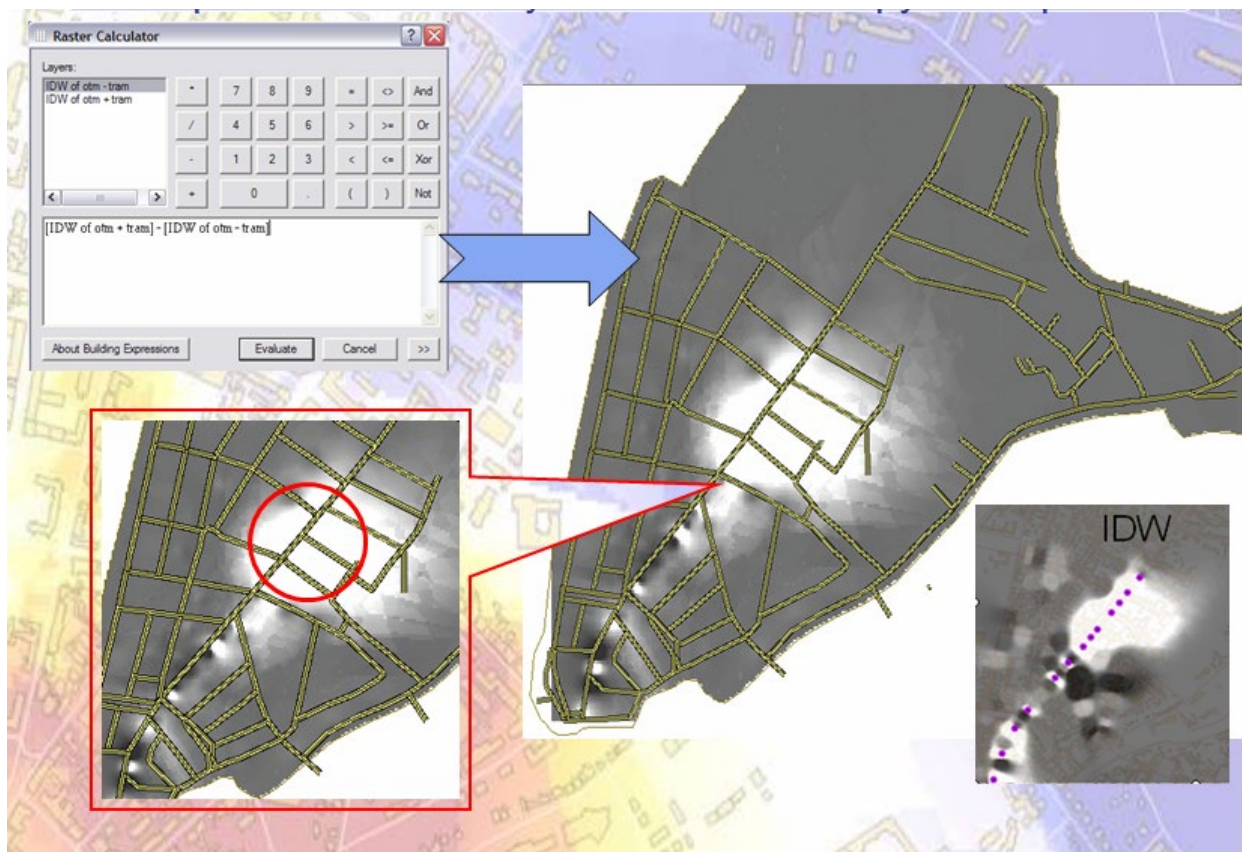 Raster Calculator
Layers:
IDW of otm - tram
IDW of otm + tram
* 7 8 9 = <> And
/ 4 5 6 > >= Or
- 1 2 3 < <= Xor
+ 0 . ( ) Not
[IDW of otm + tram] - [IDW of otm - tram]
About Building Expressions Evaluate Cancel >>
IDW